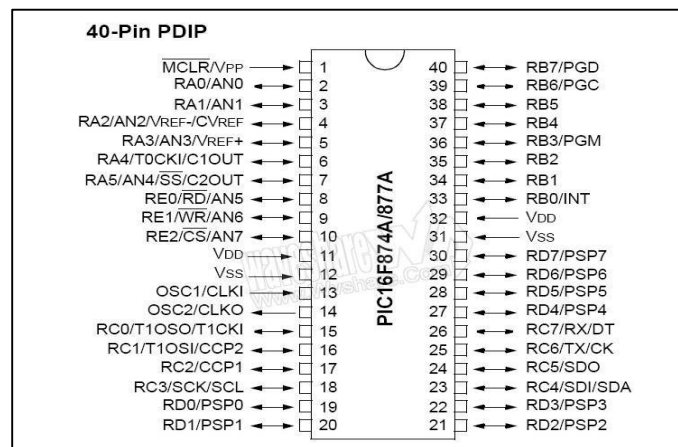 40-Pin PDIP
MCLR/VPP 1 40 RB7/PGD
RA0/AN0 2 39 RB6/PGC
RA1/AN1 3 38 RB5
RA2/AN2/VREF-/CVREF 4 37 RB4
RA3/AN3/VREF+ 5 36 RB3/PGM
RA4/T0CKI/C1OUT 6 35 RB2
RA5/AN4/SS/C2OUT 7 34 RB1
RE0/RD/AN5 8 33 RB0/INT
RE1/WR/AN6 9 32 VDD
RE2/CS/AN7 10 31 VSS
VDD 11 30 RD7/PSP7
VSS 12 29 RD6/PSP6
OSC1/CLKI 13 28 RD5/PSP5
OSC2/CLKO 14 27 RD4/PSP4
RC0/T1OSO/T1CKI 15 26 RC7/RX/DT
RC1/T1OSI/CCP2 16 25 RC6/TX/CK
RC2/CCP1 17 24 RC5/SDO
RC3/SCK/SCL 18 23 RC4/SDI/SDA
RD0/PSP0 19 22 RD3/PSP3
RD1/PSP1 20 21 RD2/PSP2
PIC16F874A/877A